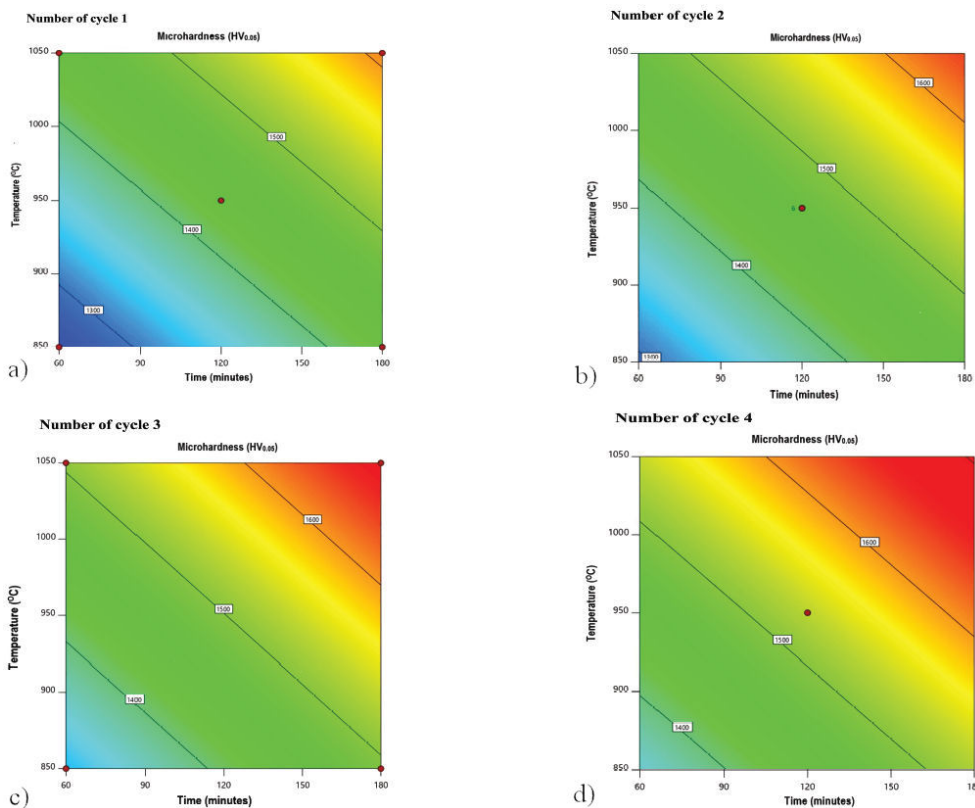 Number of cycle 1
Microhardness (HV0.05)
1050
1000
950
900
850
Temperature (OC)
1500
1400
1300
60
90
120
150
180
Time (minutes)
a)
Number of cycle 2
Microhardness (HV0.05)
1050
1000
950
900
850
Temperature (OC)
1600
1500
1400
1300
60
90
120
150
180
Time (minutes)
b)
Number of cycle 3
Microhardness (HV0.05)
1050
1000
950
900
850
Temperature (OC)
1600
1500
1400
60
90
120
150
180
Time (minutes)
c)
Number of cycle 4
Microhardness (HV0.05)
1050
1000
950
900
850
Temperature (OC)
1600
1500
1400
60
90
120
150
180
Time (minutes)
d)